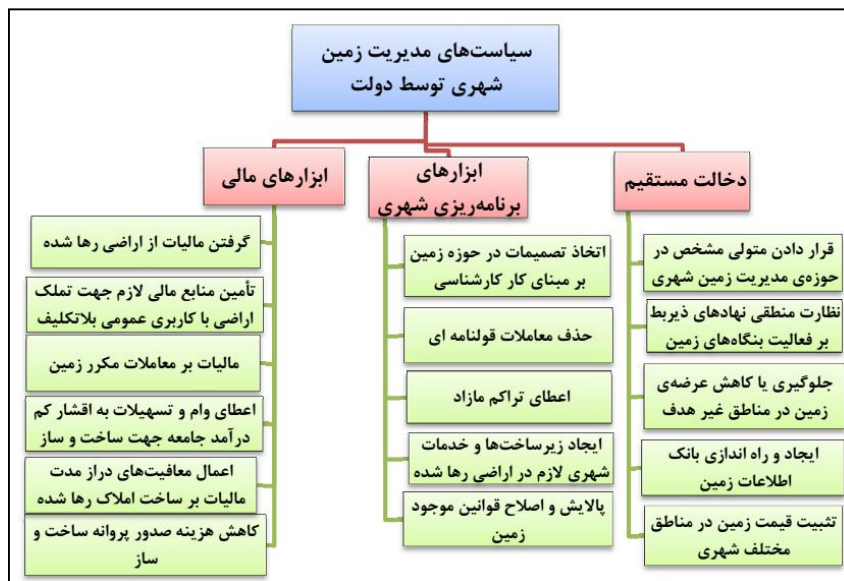 سیاست‌های مدیریت زمین
شهری توسط دولت
دخالت مستقیم
قرار دادن متولی مشخص در
حوزه‌ی مدیریت زمین شهری
نظارت منطقی نهادهای ذیربط
بر فعالیت بنگاه‌های زمین
جلوگیری یا کاهش عرضه‌ی
زمین در مناطق غیر هدف
ایجاد و راه اندازی بانک
اطلاعات زمین
تثبیت قیمت زمین در مناطق
مختلف شهری
ابزارهای
برنامه‌ریزی شهری
اتخاذ تصمیمات در حوزه زمین
بر مبنای کار کارشناسی
حذف معاملات قولنامه ای
اعطای تراکم مازاد
ایجاد زیرساخت‌ها و خدمات
شهری لازم در اراضی رها شده
پالایش و اصلاح قوانین موجود
زمین
ابزارهای مالی
گرفتن مالیات از اراضی رها شده
تأمین منابع مالی لازم جهت تملک
اراضی با کاربری عمومی بلاتکلیف
مالیات بر معاملات مکرر زمین
اعطای وام و تسهیلات به اقشار کم
درآمد جامعه جهت ساخت و ساز
اعمال معافیت‌های دراز مدت
مالیات بر ساخت املاک رها شده
کاهش هزینه صدور پروانه ساخت و
ساز